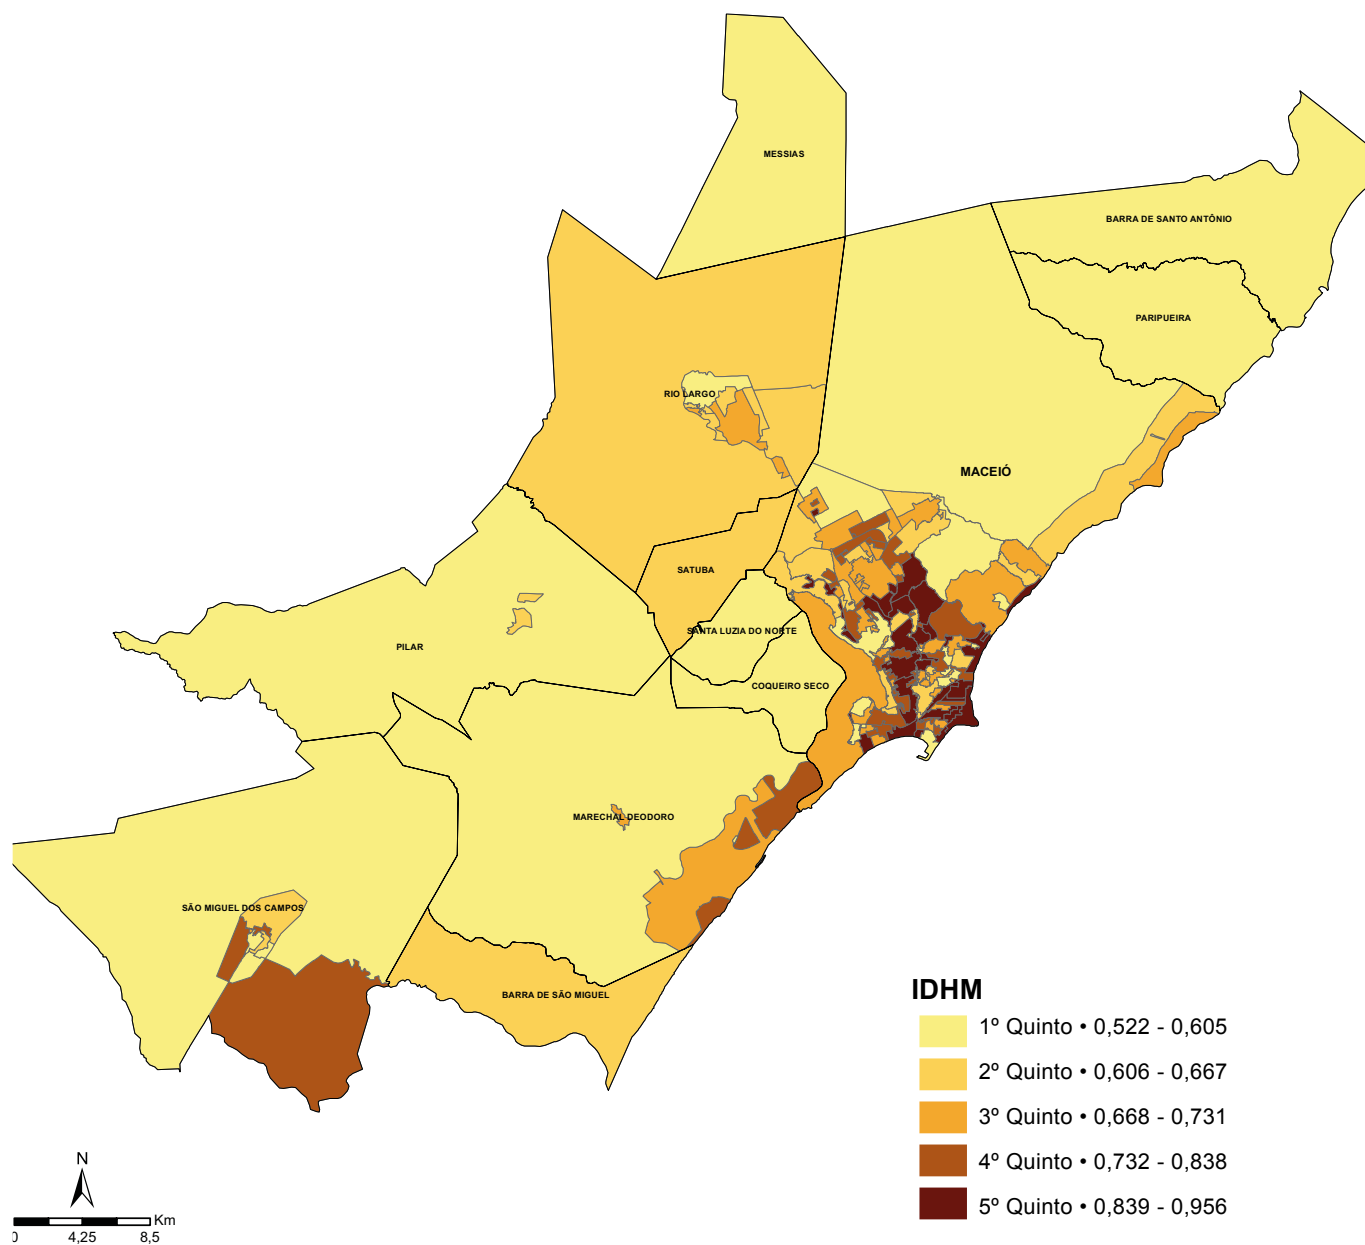 MESSIAS
BARRA DE SANTO ANTÔNIO
PARIPUEIRA
RIO LARGO
MACEIÓ
SATUBA
SANTA LUZIA DO NORTE
PILAR
COQUEIRO SECO
MARECHAL DEODORO
SÃO MIGUEL DOS CAMPOS
BARRA DE SÃO MIGUEL
IDHM
1º Quinto • 0,522 - 0,605
2º Quinto • 0,606 - 0,667
3º Quinto • 0,668 - 0,731
4º Quinto • 0,732 - 0,838
5º Quinto • 0,839 - 0,956
N
Km
0 4,25 8,5